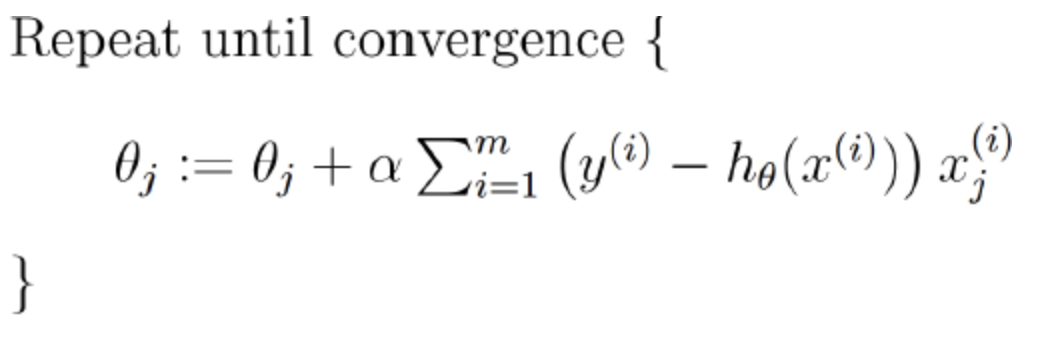 Repeat until convergence {
θ_j := θ_j + α ∑_{i=1}^{m} (y^{(i)} − h_θ(x^{(i)})) x_j^{(i)}
}